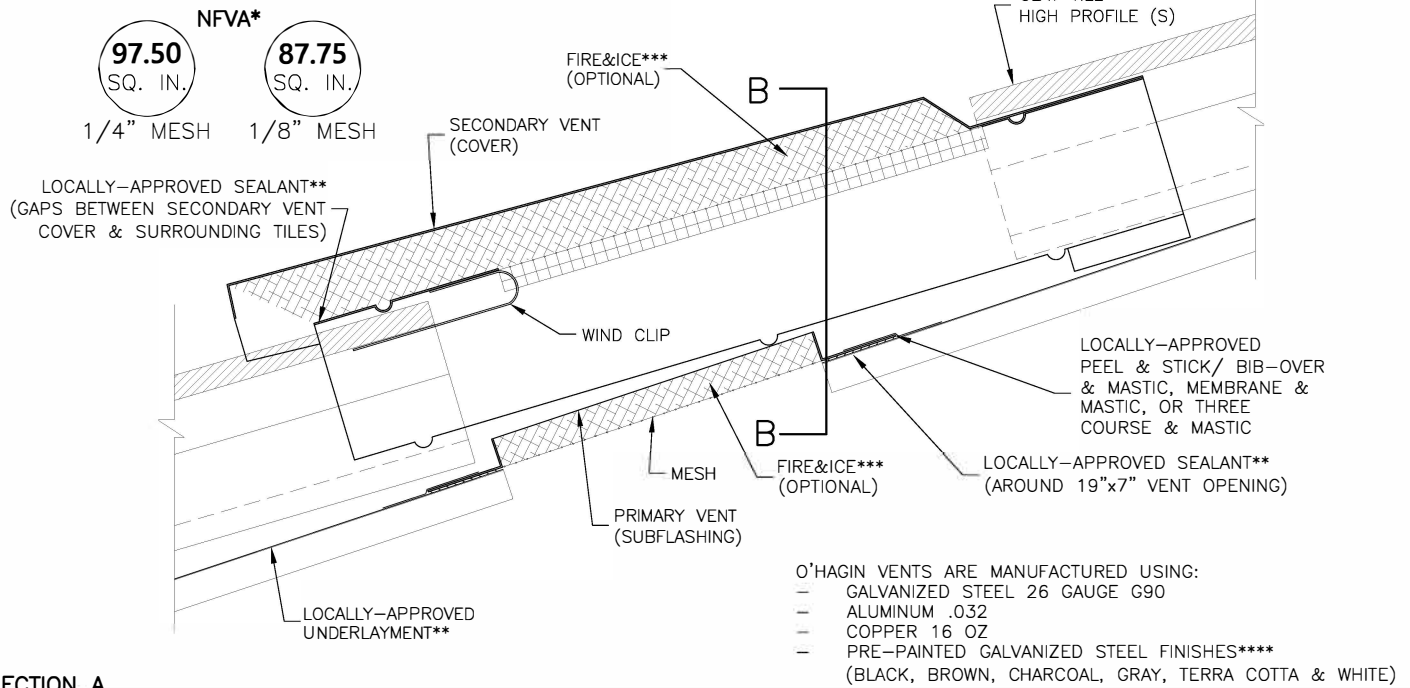 NFVA*
97.50
SQ. IN.
1/4" MESH
87.75
SQ. IN.
1/8" MESH
HIGH PROFILE (S)
FIRE&ICE***
(OPTIONAL)
B
SECONDARY VENT
(COVER)
LOCALLY-APPROVED SEALANT**
(GAPS BETWEEN SECONDARY VENT
COVER & SURROUNDING TILES)
WIND CLIP
LOCALLY-APPROVED
PEEL & STICK/ BIB-OVER
& MASTIC, MEMBRANE &
MASTIC, OR THREE
COURSE & MASTIC
B
MESH
FIRE&ICE***
(OPTIONAL)
LOCALLY-APPROVED SEALANT**
(AROUND 19"x7" VENT OPENING)
PRIMARY VENT
(SUBFLASHING)
LOCALLY-APPROVED
UNDERLAYMENT**
O'HAGIN VENTS ARE MANUFACTURED USING:
- GALVANIZED STEEL 26 GAUGE G90
- ALUMINUM .032
- COPPER 16 OZ
- PRE-PAINTED GALVANIZED STEEL FINISHES****
(BLACK, BROWN, CHARCOAL, GRAY, TERRA COTTA & WHITE)
ECTION A